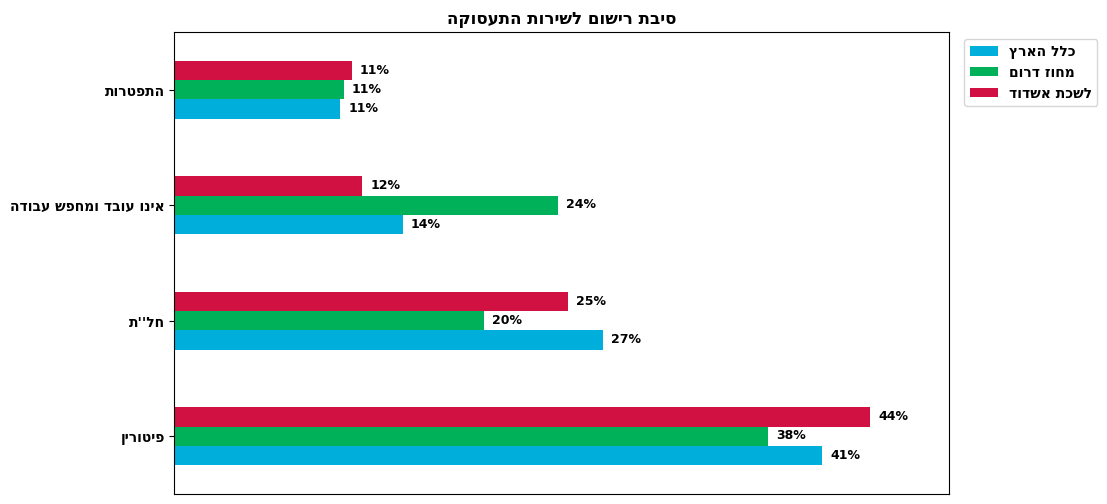 סיבת רישום לשירות התעסוקה
כלל הארץ
מחוז דרום
לשכת אשדוד
התפטרות
11%
11%
11%
אינו עובד ומחפש עבודה
12%
24%
14%
חל''ת
25%
20%
27%
פיטורין
44%
38%
41%